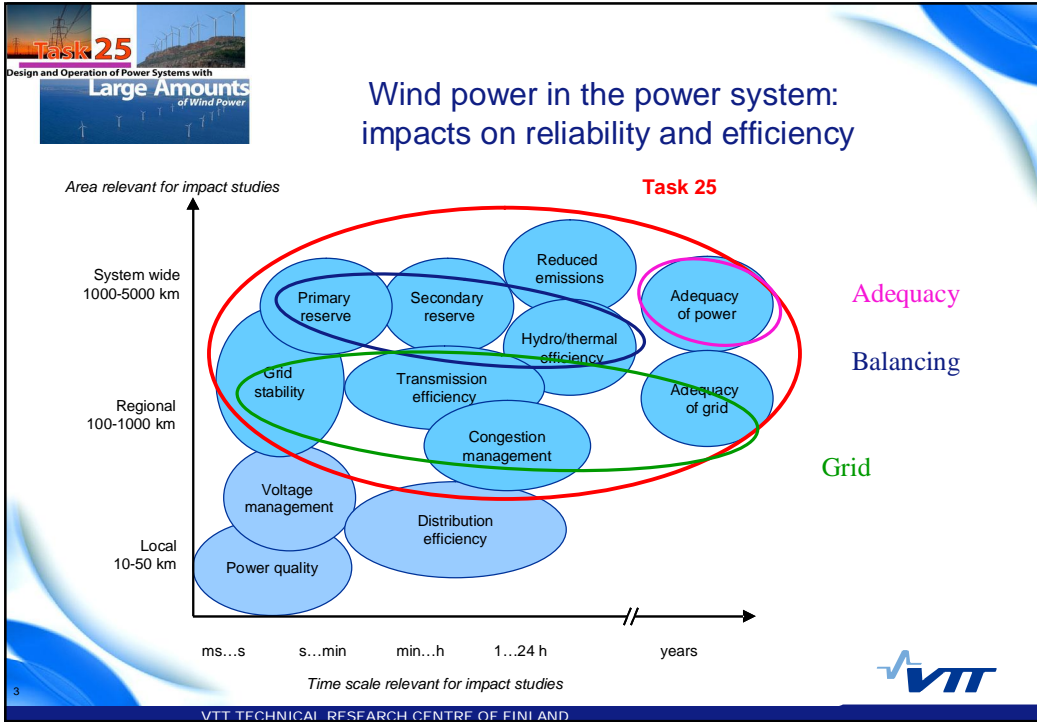 Task 25
Design and Operation of Power Systems with
Large Amounts
of Wind Power
Wind power in the power system:
impacts on reliability and efficiency
Area relevant for impact studies
Task 25
System wide
1000-5000 km
Primary
reserve
Secondary
reserve
Reduced
emissions
Adequacy
of power
Adequacy
Hydro/thermal
efficiency
Balancing
Grid
stability
Transmission
efficiency
Adequacy
of grid
Regional
100-1000 km
Congestion
management
Grid
Voltage
management
Distribution
efficiency
Local
10-50 km
Power quality
ms...s
s...min
min...h
1...24 h
years
Time scale relevant for impact studies
VTT
3
VTT TECHNICAL RESEARCH CENTRE OF FINLAND